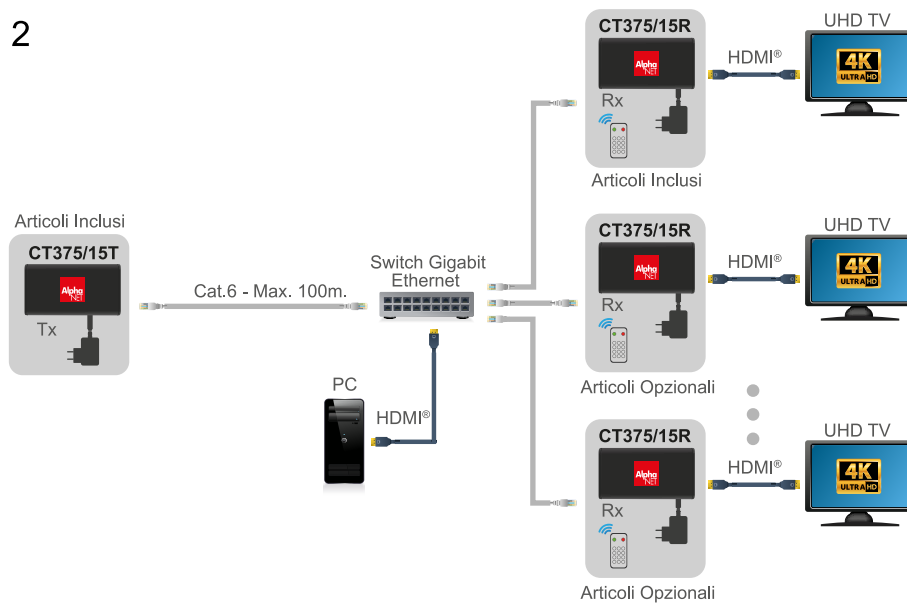 2
CT375/15R
Alpha
NET
Rx
Articoli Inclusi
HDMI®
UHD TV
4K
ULTRA HD
Articoli Inclusi
CT375/15T
Alpha
NET
Tx
Cat.6 - Max. 100m.
Switch Gigabit
Ethernet
PC
HDMI®
CT375/15R
Alpha
NET
Rx
Articoli Opzionali
HDMI®
UHD TV
4K
ULTRA HD
CT375/15R
Alpha
NET
Rx
Articoli Opzionali
HDMI®
UHD TV
4K
ULTRA HD